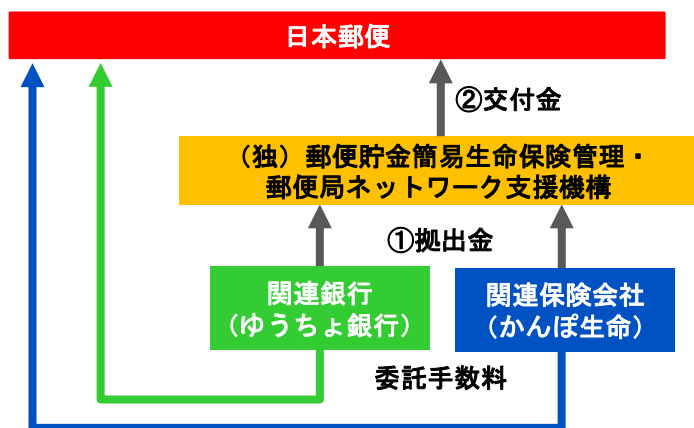 日本郵便
②交付金
（独）郵便貯金簡易生命保険管理・
郵便局ネットワーク支援機構
①拠出金
関連銀行
（ゆうちょ銀行）
関連保険会社
（かんぽ生命）
委託手数料